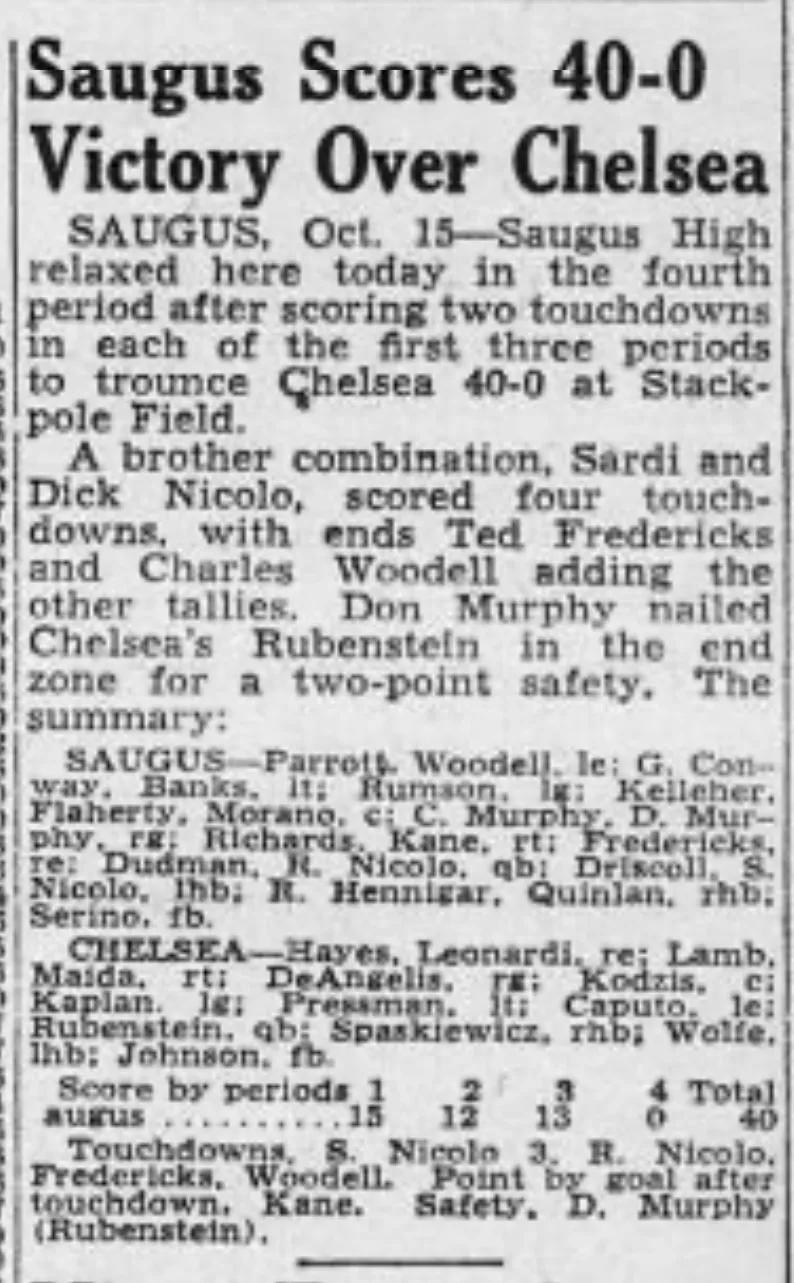 Saugus Scores 40-0
Victory Over Chelsea
SAUGUS, Oct. 15—Saugus High
relaxed here today in the fourth
period after scoring two touchdowns
in each of the first three periods
to trounce Chelsea 40-0 at Stack-
pole Field.
A brother combination, Sardi and
Dick Nicolo, scored four touch-
downs, with ends Ted Fredericks
and Charles Woodell adding the
other tallies. Don Murphy nailed
Chelsea's Rubenstein in the end
zone for a two-point safety. The
summary:
SAUGUS—Parrott, Woodell, le; G. Con-
way, Banks, lt; Rumson, lg; Kelleher,
Flaherty, Morano, c; C. Murphy, D. Mur-
phy, rg; Richards, Kane, rt; Fredericks,
re; Dudman, R. Nicolo, qb; Driscoll, S.
Nicolo, lhb; R. Hennigar, Quinlan, rhb;
Serino, fb.
CHELSEA—Hayes, Leonardi, re; Lamb,
Maida, rt; DeAngelis, rg; Kodzis, c;
Kaplan, lg; Pressman, lt; Caputo, le;
Rubenstein, qb; Spaskiewicz, rhb; Wolfe,
lhb; Johnson, fb.
Score by periods 1 2 3 4 Total
augus ........... 15 12 13 0 40
Touchdowns, S. Nicolo 3, R. Nicolo,
Fredericks, Woodell. Point by goal after
touchdown, Kane. Safety, D. Murphy
(Rubenstein).